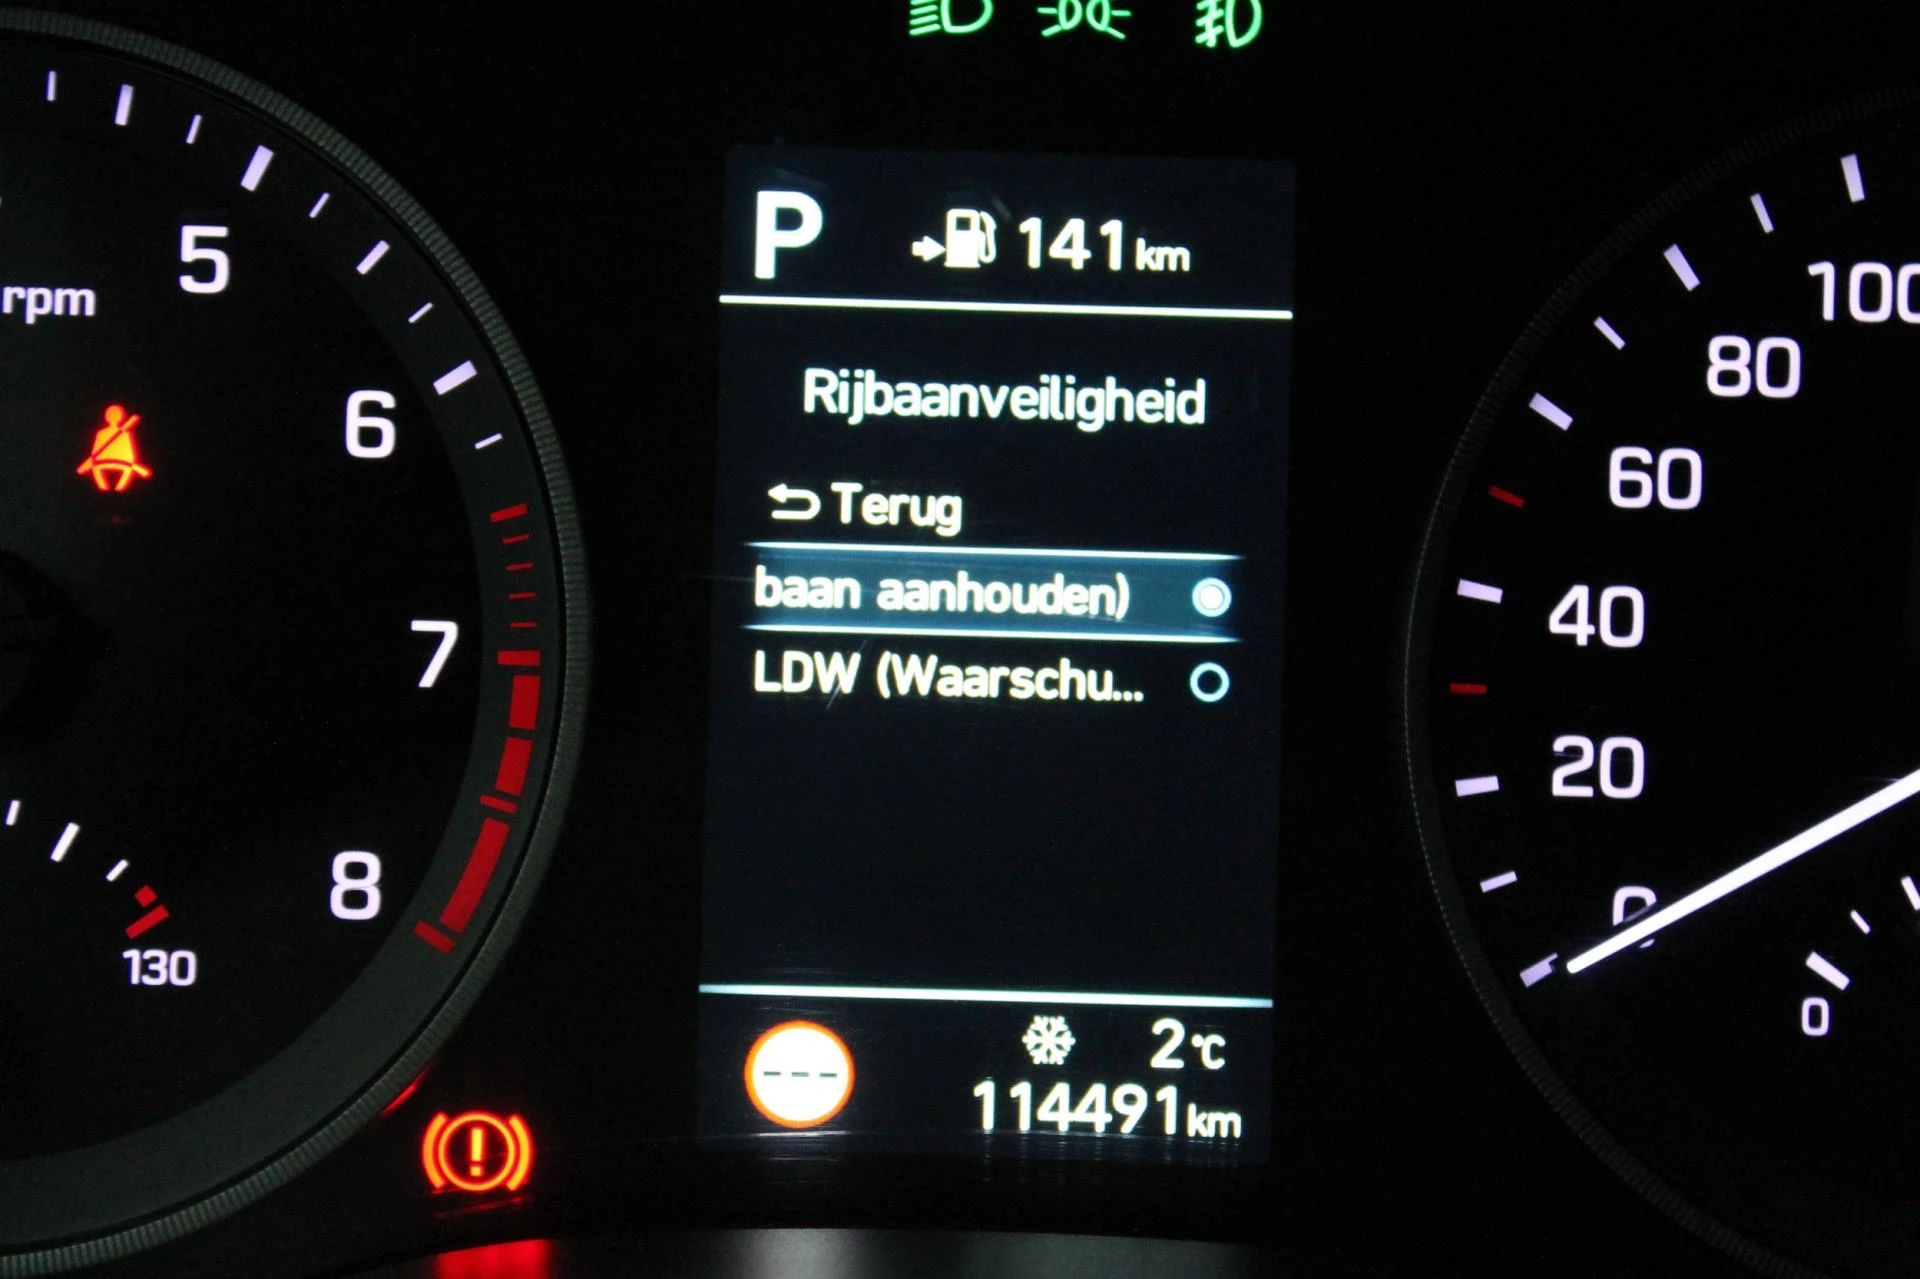 P 141 km
Rijbaanveiligheid
Terug
baan aanhouden)
LDW (Waarschu...
--- 2°C
114491 km
5
rpm
6
7
8
130
100
80
60
40
20
0
0